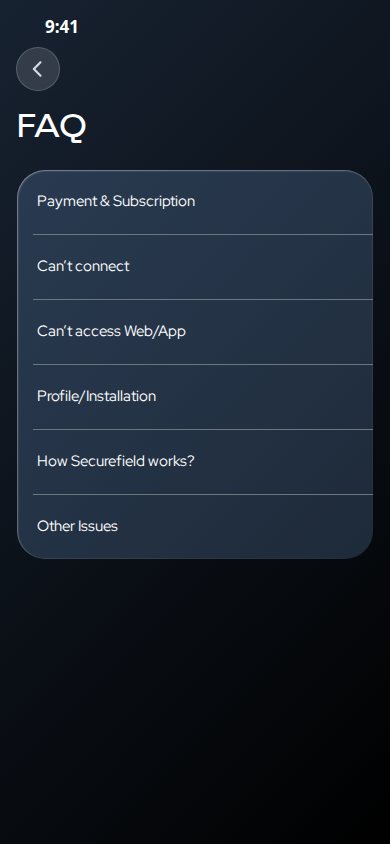 9:41
FAQ
Payment & Subscription
Can’t connect
Can’t access Web/App
Profile/Installation
How Securefield works?
Other Issues